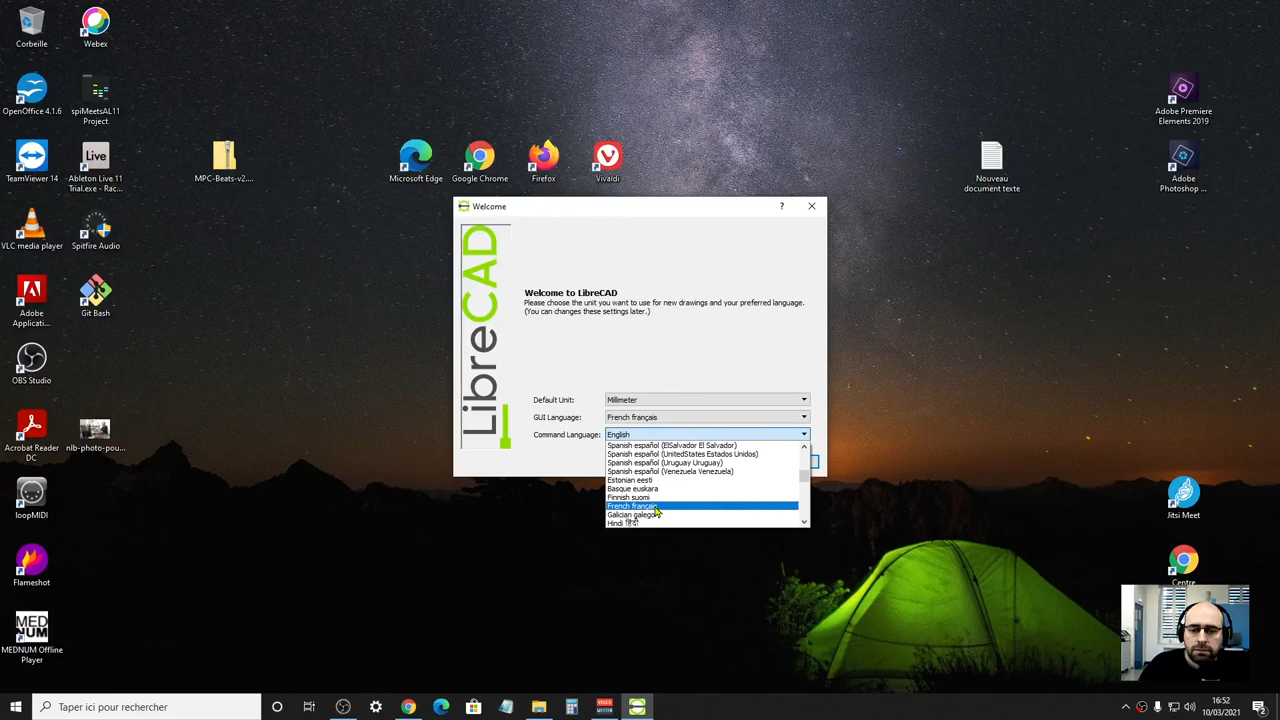 Corbeille
Webex
OpenOffice 4.1.6
spiMeetsAL11
Project
Adobe Premiere
Elements 2019
TeamViewer 14
Live
Ableton Live 11
Trial.exe - Rac...
MPC-Beats-v2....
Microsoft Edge
Google Chrome
Firefox
Vivaldi
Nouveau
document texte
Adobe
Photoshop ...
VLC media player
Spitfire Audio
Adobe
Applicati...
Git Bash
OBS Studio
Acrobat Reader
DC
nlb-photo-pou...
loopMIDI
Flameshot
MED
NUM
MEDNUM Offline
Player
Jitsi Meet
Centre
Welcome
?
LibreCAD
Welcome to LibreCAD
Please choose the unit you want to use for new drawings and your preferred language.
(You can changes these settings later.)
Default Unit:
Millimeter
GUI Language:
French français
Command Language:
English
Spanish español (ElSalvador El Salvador)
Spanish español (UnitedStates Estados Unidos)
Spanish español (Uruguay Uruguay)
Spanish español (Venezuela Venezuela)
Estonian eesti
Basque euskara
Finnish suomi
French français
Galician galego
Hindi हिंदी
Taper ici pour rechercher
16:52
10/03/2021